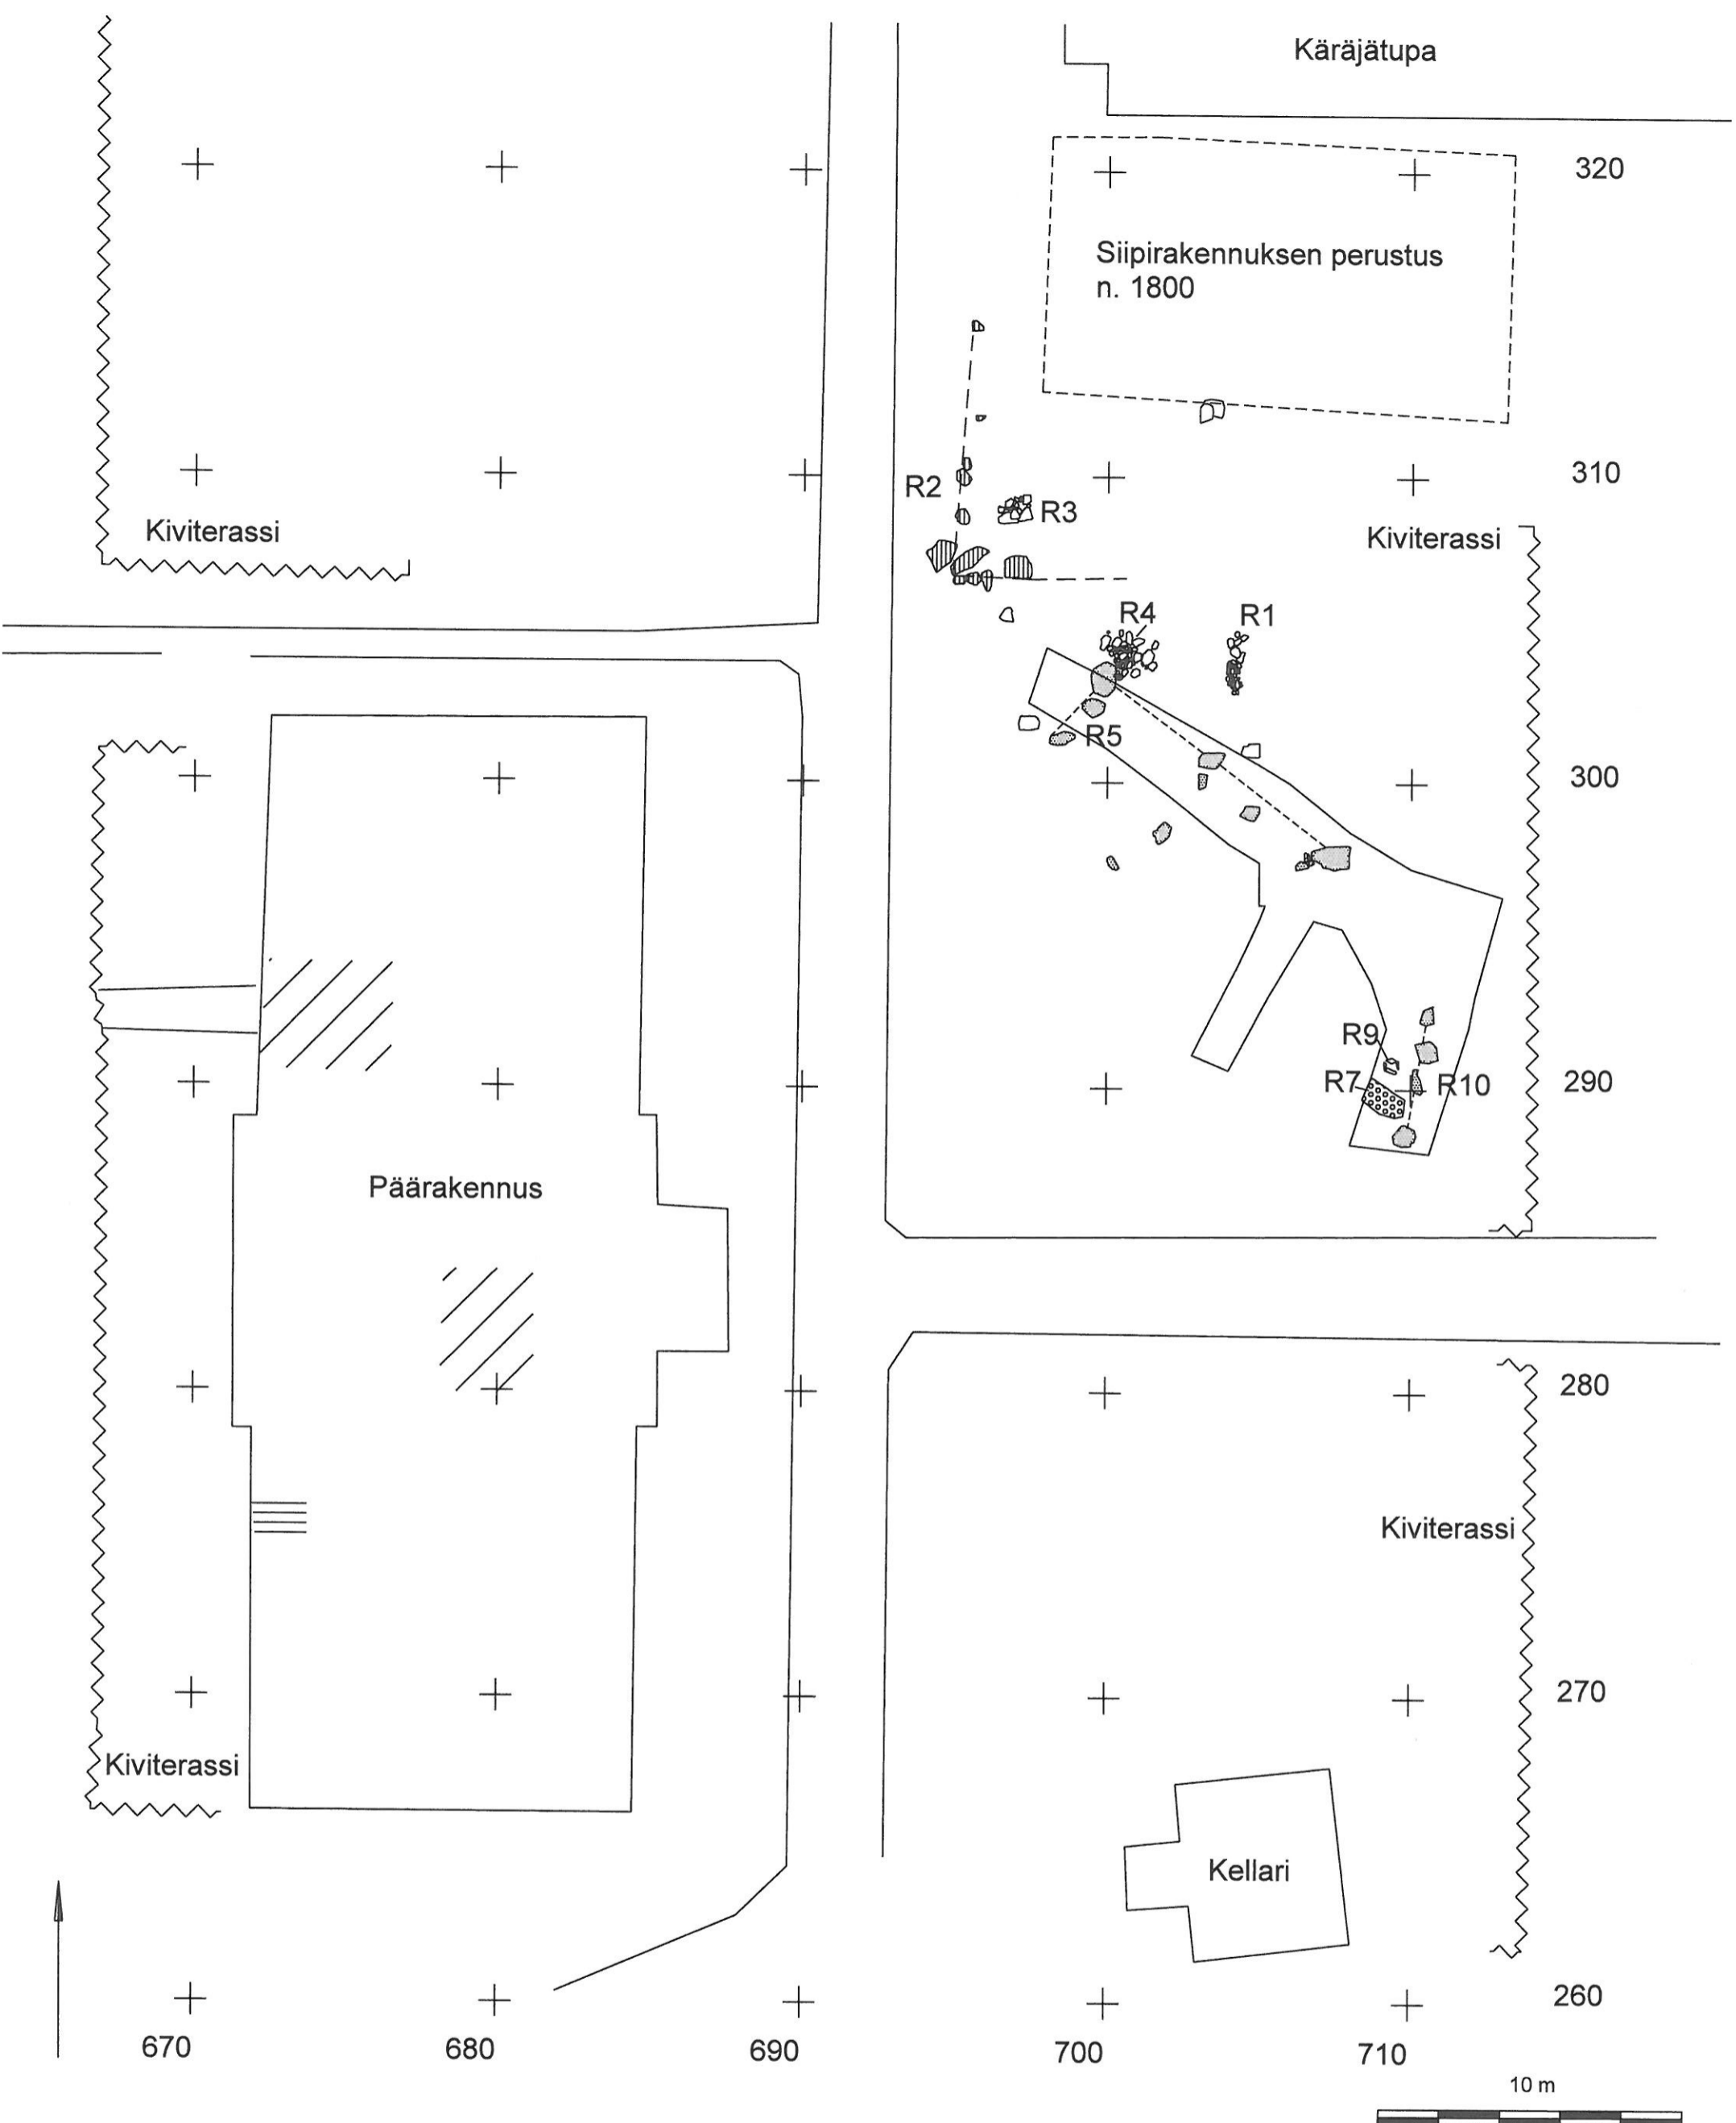 Käräjätupa
320
Siipirakennuksen perustus
n. 1800
310
R2
R3
Kiviterassi
Kiviterassi
R4
R1
R5
300
R9
R7
R10
290
Päärakennus
280
Kiviterassi
270
Kiviterassi
Kellari
260
670
680
690
700
710
10 m